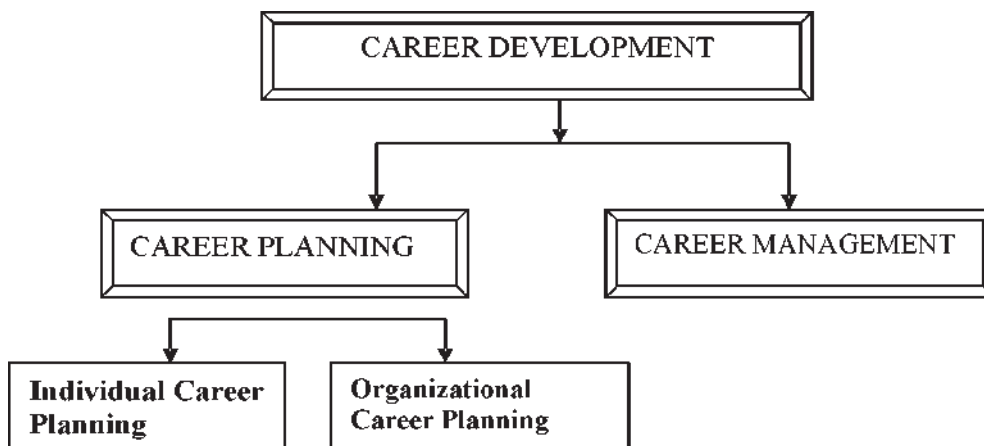 CAREER DEVELOPMENT
CAREER PLANNING
CAREER MANAGEMENT
Individual Career
Planning
Organizational
Career Planning